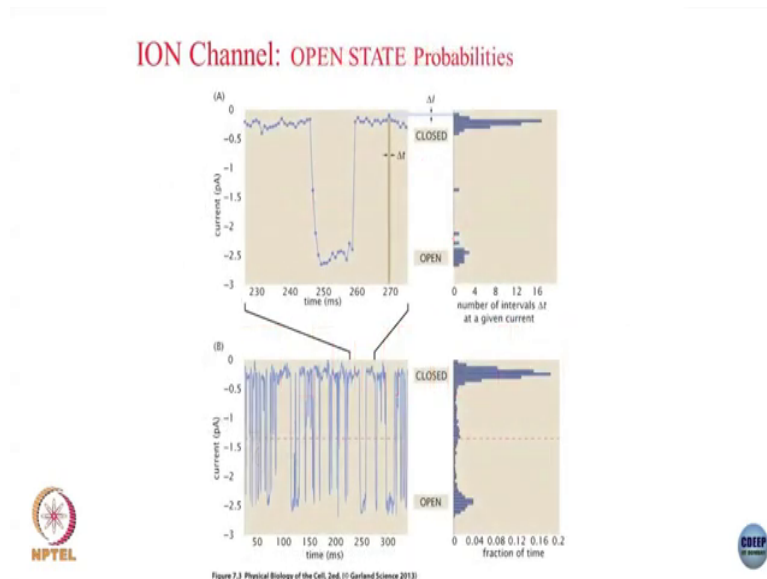 ION Channel: OPEN STATE Probabilities
(A)
ΔI
0
-0.5
-1
-1.5
-2
-2.5
-3
current (pA)
CLOSED
Δt
OPEN
230 240 250 260 270
time (ms)
0 4 8 12 16
number of intervals Δt
at a given current
(B)
0
-0.5
-1
-1.5
-2
-2.5
-3
current (pA)
CLOSED
OPEN
50 100 150 200 250 300
time (ms)
0 0.04 0.08 0.12 0.16 0.2
fraction of time
NPTEL
CDEEP
Figure 7.3 Physical Biology of the Cell, 2ed. (© Garland Science 2013)